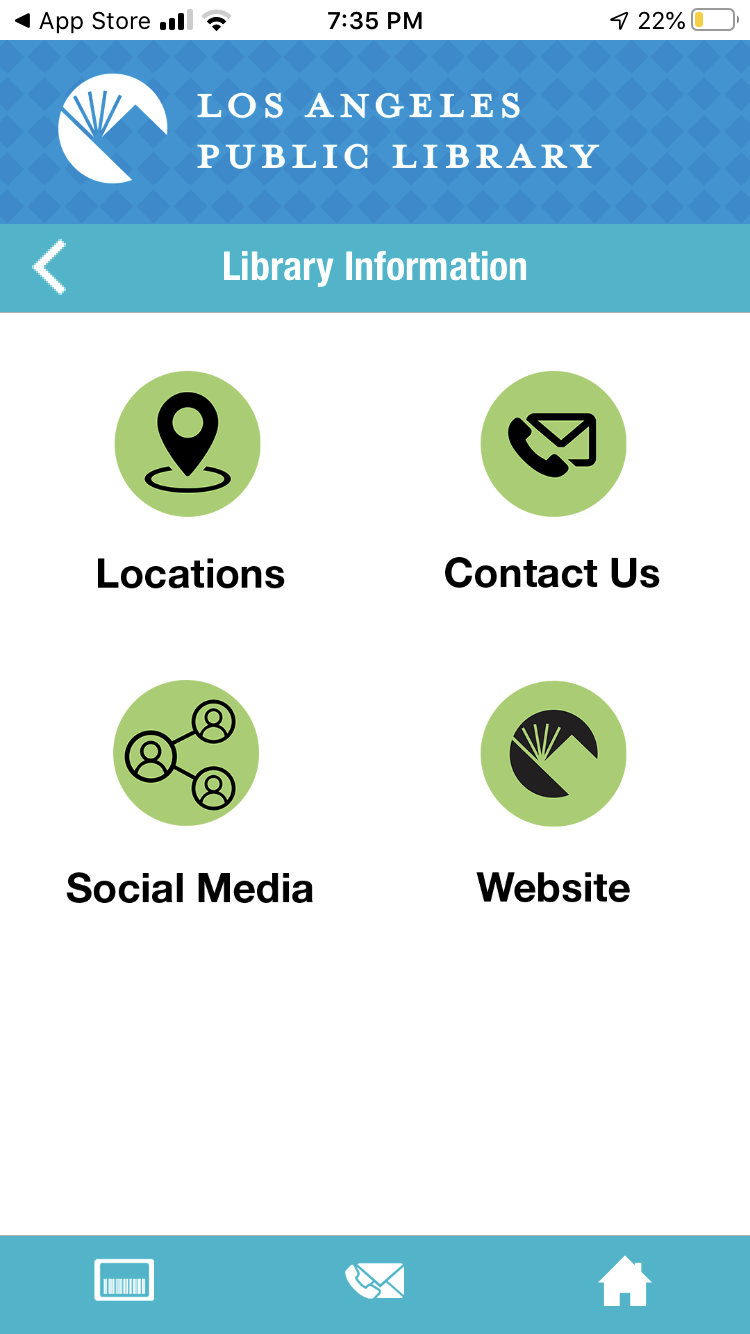 App Store 7:35 PM 22%
LOS ANGELES
PUBLIC LIBRARY
Library Information
Locations Contact Us
Social Media Website